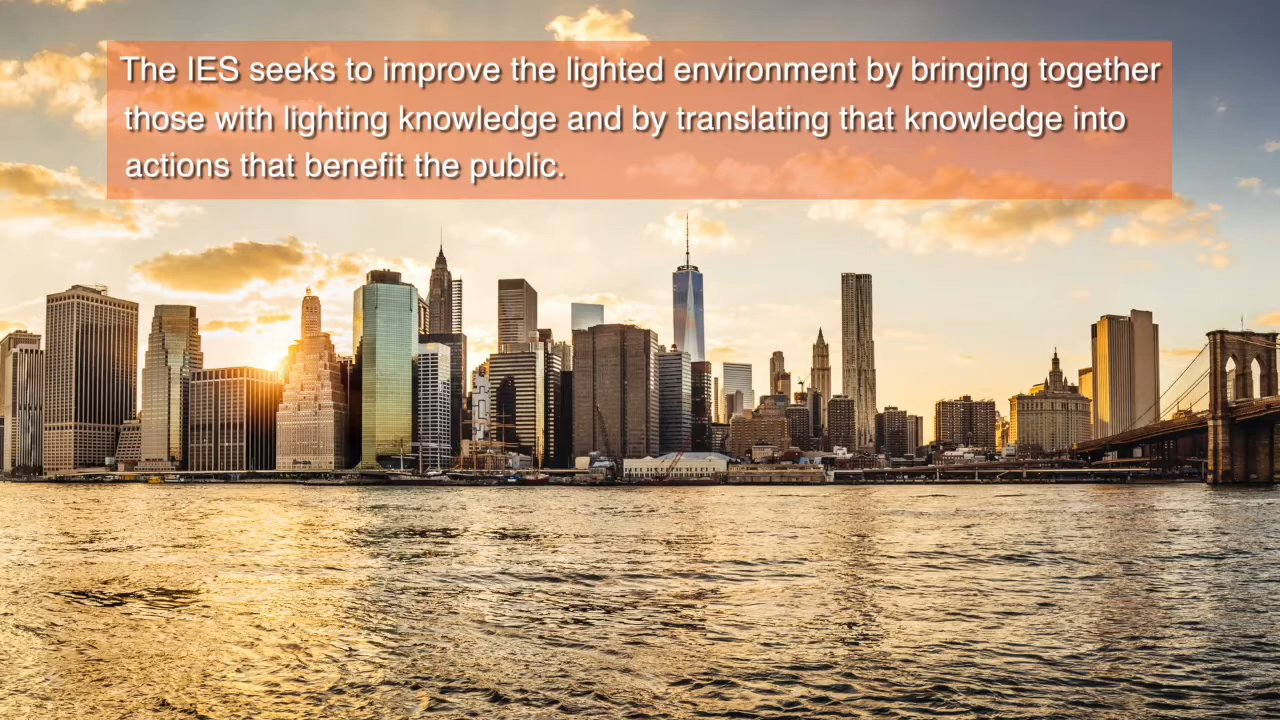 The IES seeks to improve the lighted environment by bringing together
those with lighting knowledge and by translating that knowledge into
actions that benefit the public.